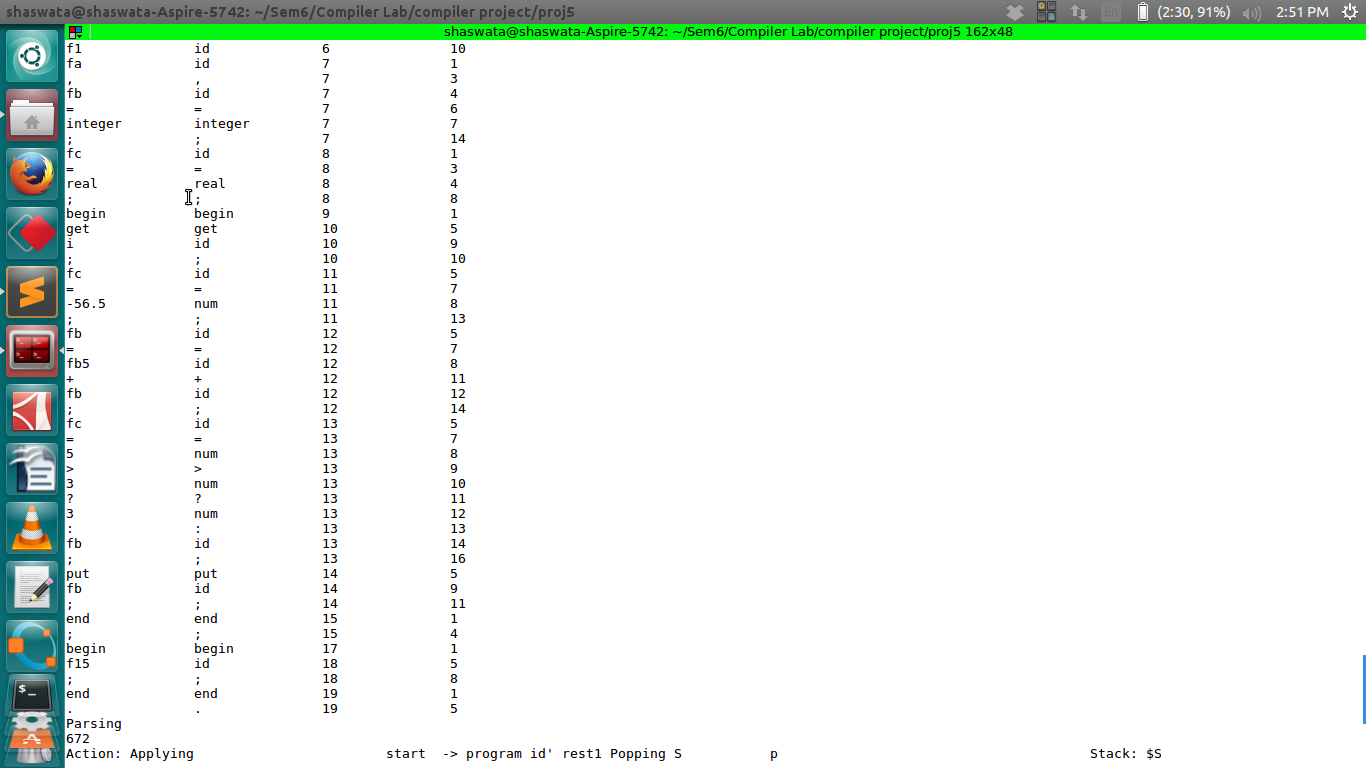 shaswata@shaswata-Aspire-5742: ~/Sem6/Compiler Lab/compiler project/proj5 En (2:30, 91%) 2:51 PM
shaswata@shaswata-Aspire-5742: ~/Sem6/Compiler Lab/compiler project/proj5 162x48
f1 id 6 10
fa id 7 1
, , 7 3
fb id 7 4
= = 7 6
integer integer 7 7
; ; 7 14
fc id 8 1
= = 8 3
real real 8 4
; ; 8 8
begin begin 9 1
get get 10 5
i id 10 9
; ; 10 10
fc id 11 5
= = 11 7
-56.5 num 11 8
; ; 11 13
fb id 12 5
= = 12 7
fb5 id 12 8
+ + 12 11
fb id 12 12
; ; 12 14
fc id 13 5
= = 13 7
5 num 13 8
> > 13 9
3 num 13 10
? ? 13 11
3 num 13 12
: : 13 13
fb id 13 14
; ; 13 16
put put 14 5
fb id 14 9
; ; 14 11
end end 15 1
; ; 15 4
begin begin 17 1
f15 id 18 5
; ; 18 8
end end 19 1
. . 19 5
Parsing
672
Action: Applying start -> program id' rest1 Popping S p Stack: $S